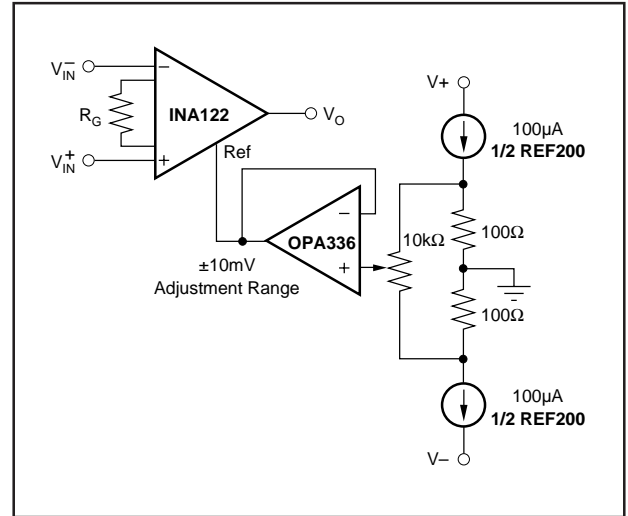 V−IN
RG
V+IN
−
+
INA122
VO
Ref
±10mV
Adjustment Range
−
+
OPA336
10kΩ
V+
100µA
1/2 REF200
100Ω
100Ω
100µA
1/2 REF200
V−